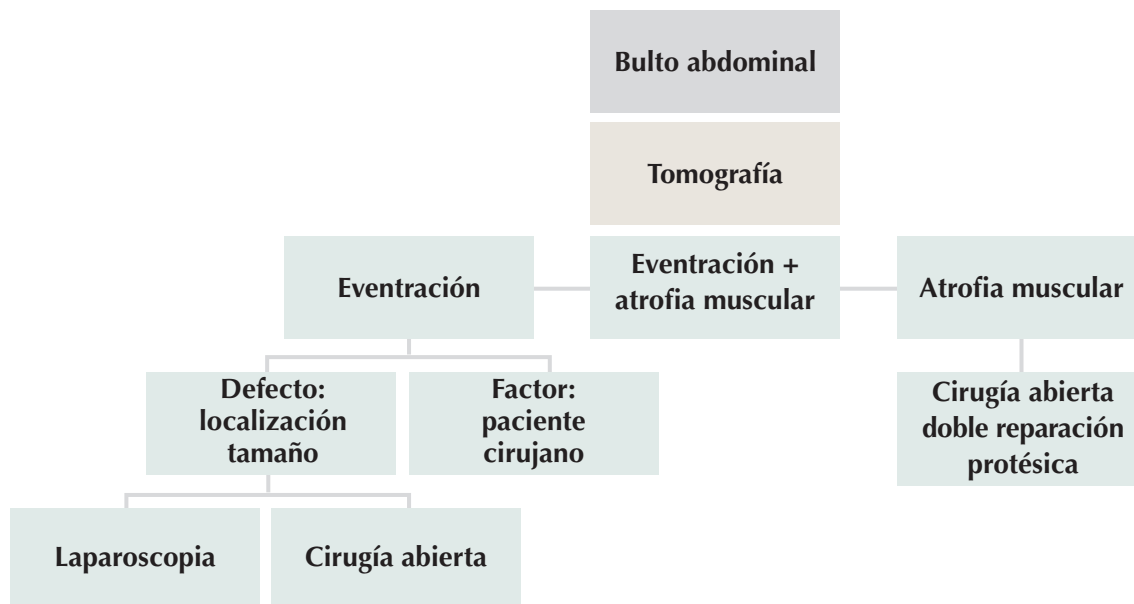 Bulto abdominal
Tomografía
Eventración
Eventración +
atrofia muscular
Atrofia muscular
Defecto:
localización
tamaño
Factor:
paciente
cirujano
Cirugía abierta
doble reparación
protésica
Laparoscopia
Cirugía abierta